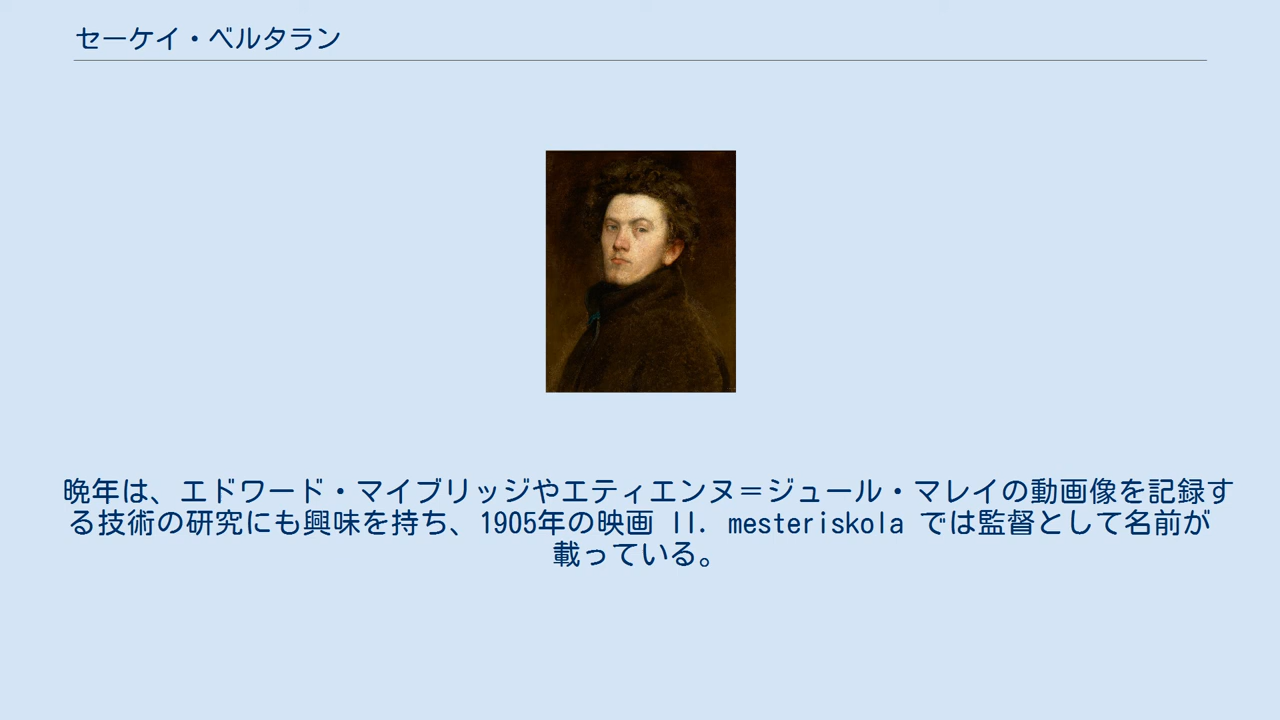 セーケイ・ベルタラン
晩年は、エドワード・マイブリッジやエティエンヌ＝ジュール・マレイの動画像を記録す
る技術の研究にも興味を持ち、1905年の映画 II. mesteriskola では監督として名前が
載っている。